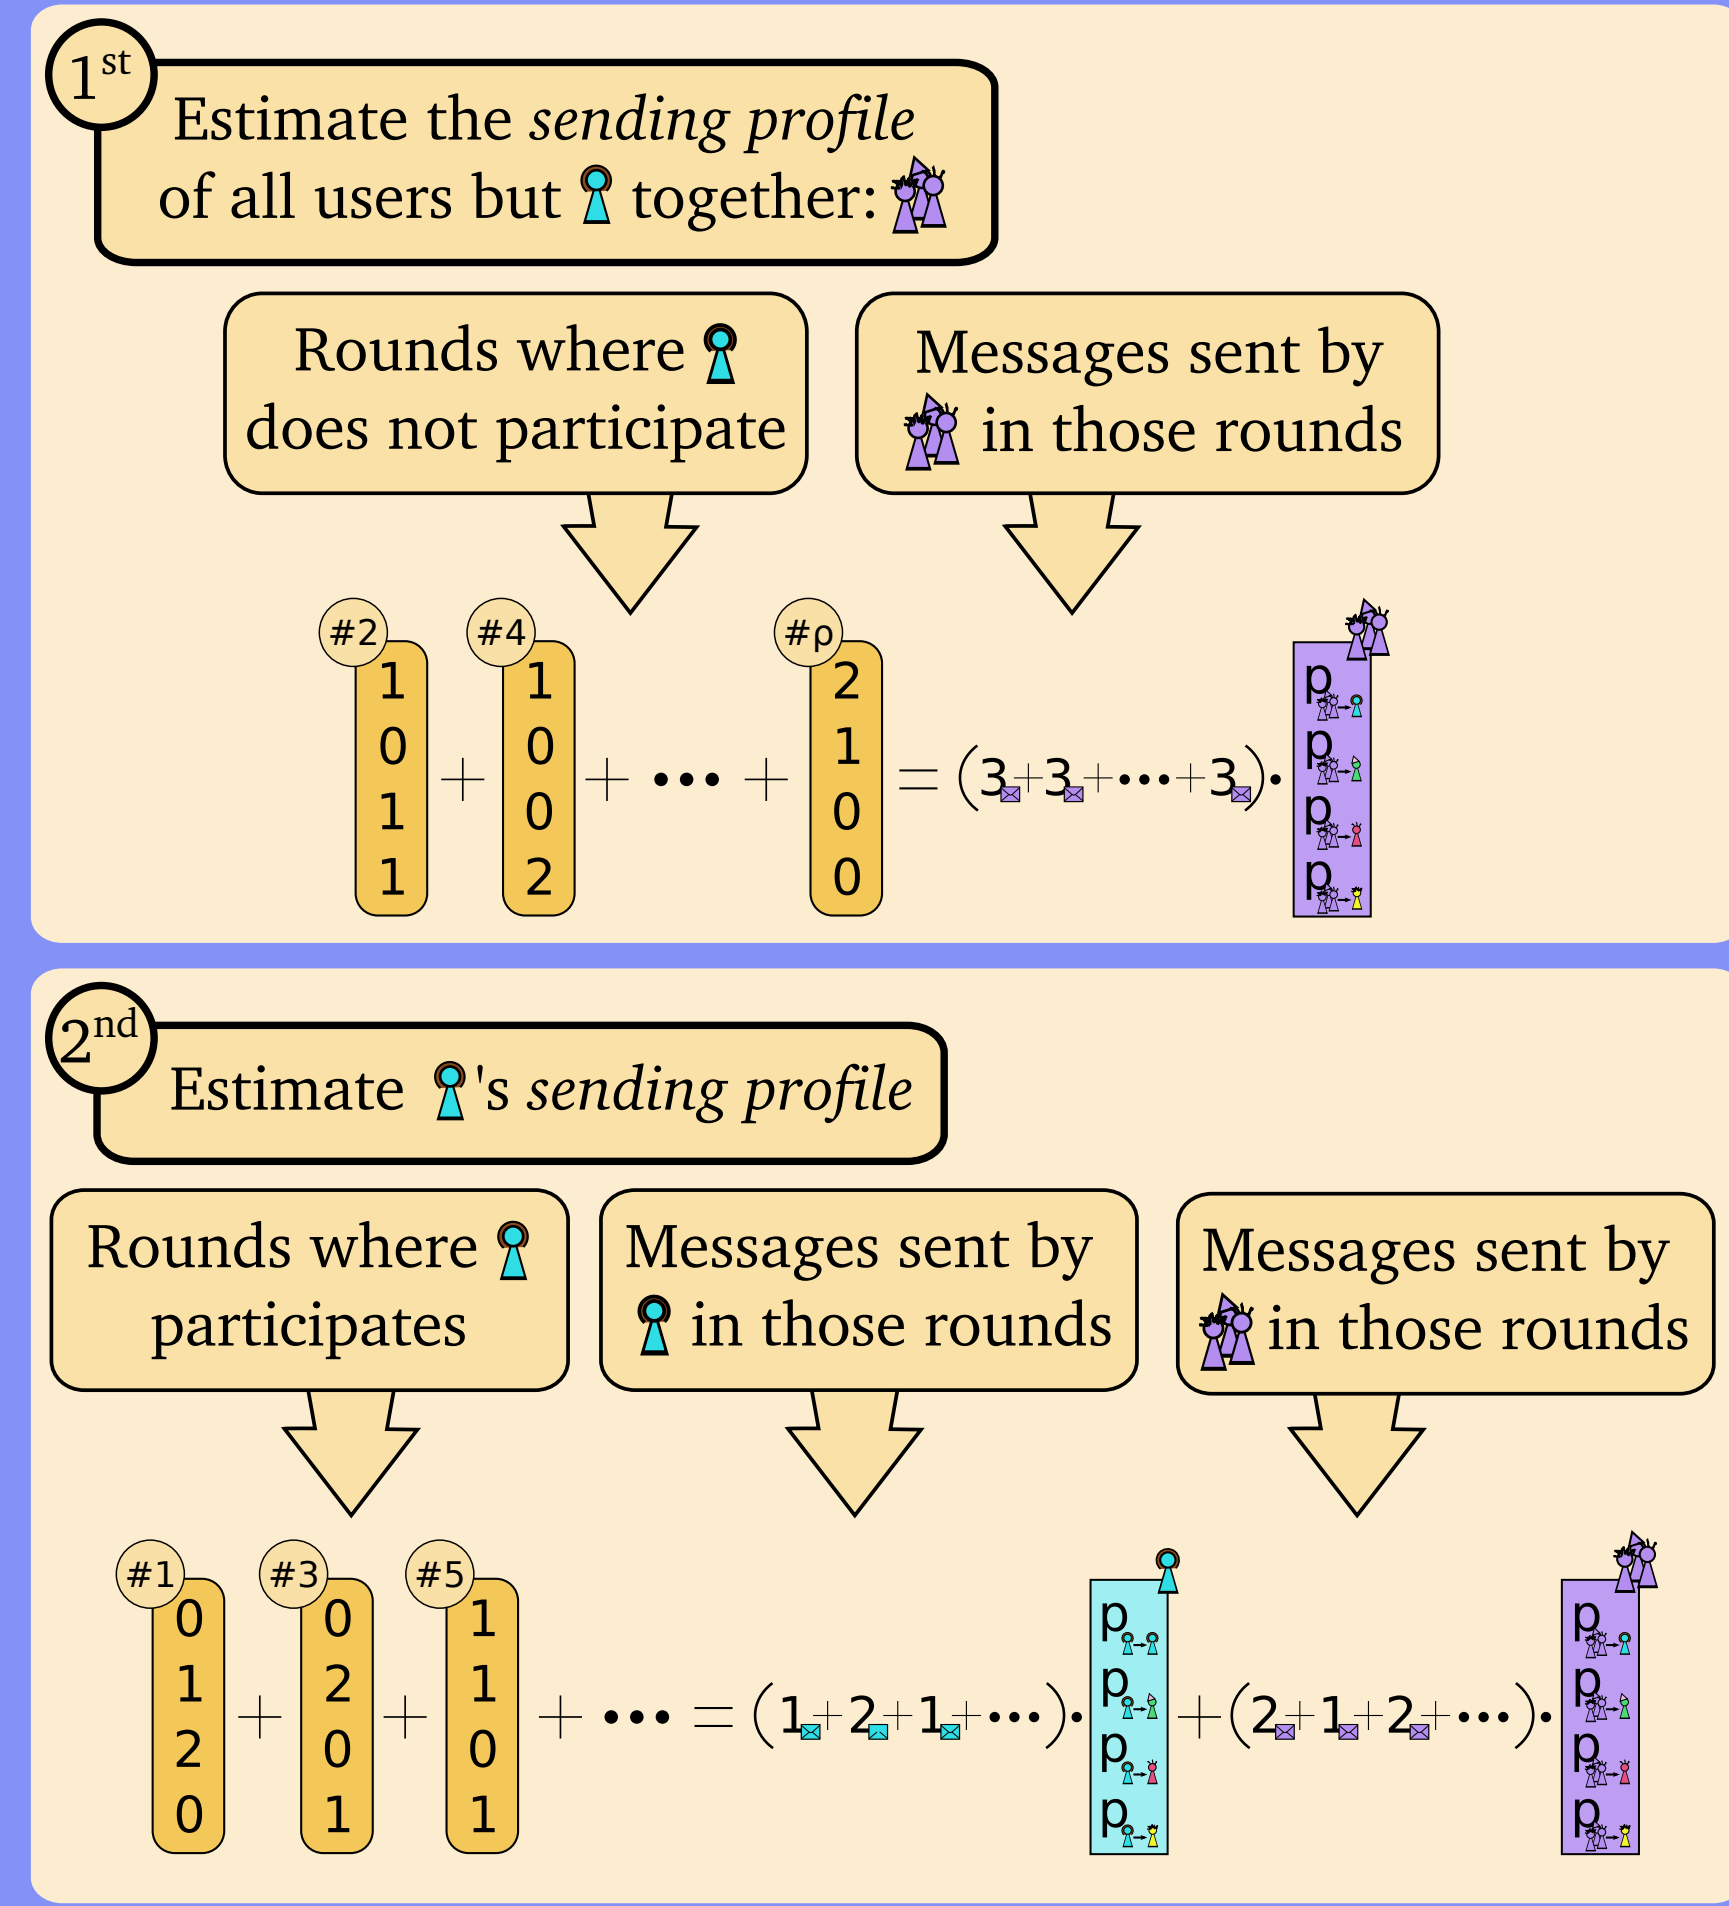 1st
Estimate the sending profile
of all users but together:
Rounds where
does not participate
Messages sent by
in those rounds
#2 #4 #ρ
1 1 2
0 0 1
1 0 0
1 2 0
+ + ••• + = (3+3+•••+3)•
p
p
p
p
2nd
Estimate 's sending profile
Rounds where
participates
Messages sent by
in those rounds
Messages sent by
in those rounds
#1 #3 #5
0 0 1
1 2 1
2 0 0
0 1 1
+ + + ••• = (1+2+1+•••)• + (2+1+2+•••)•
p p
p p
p p
p p